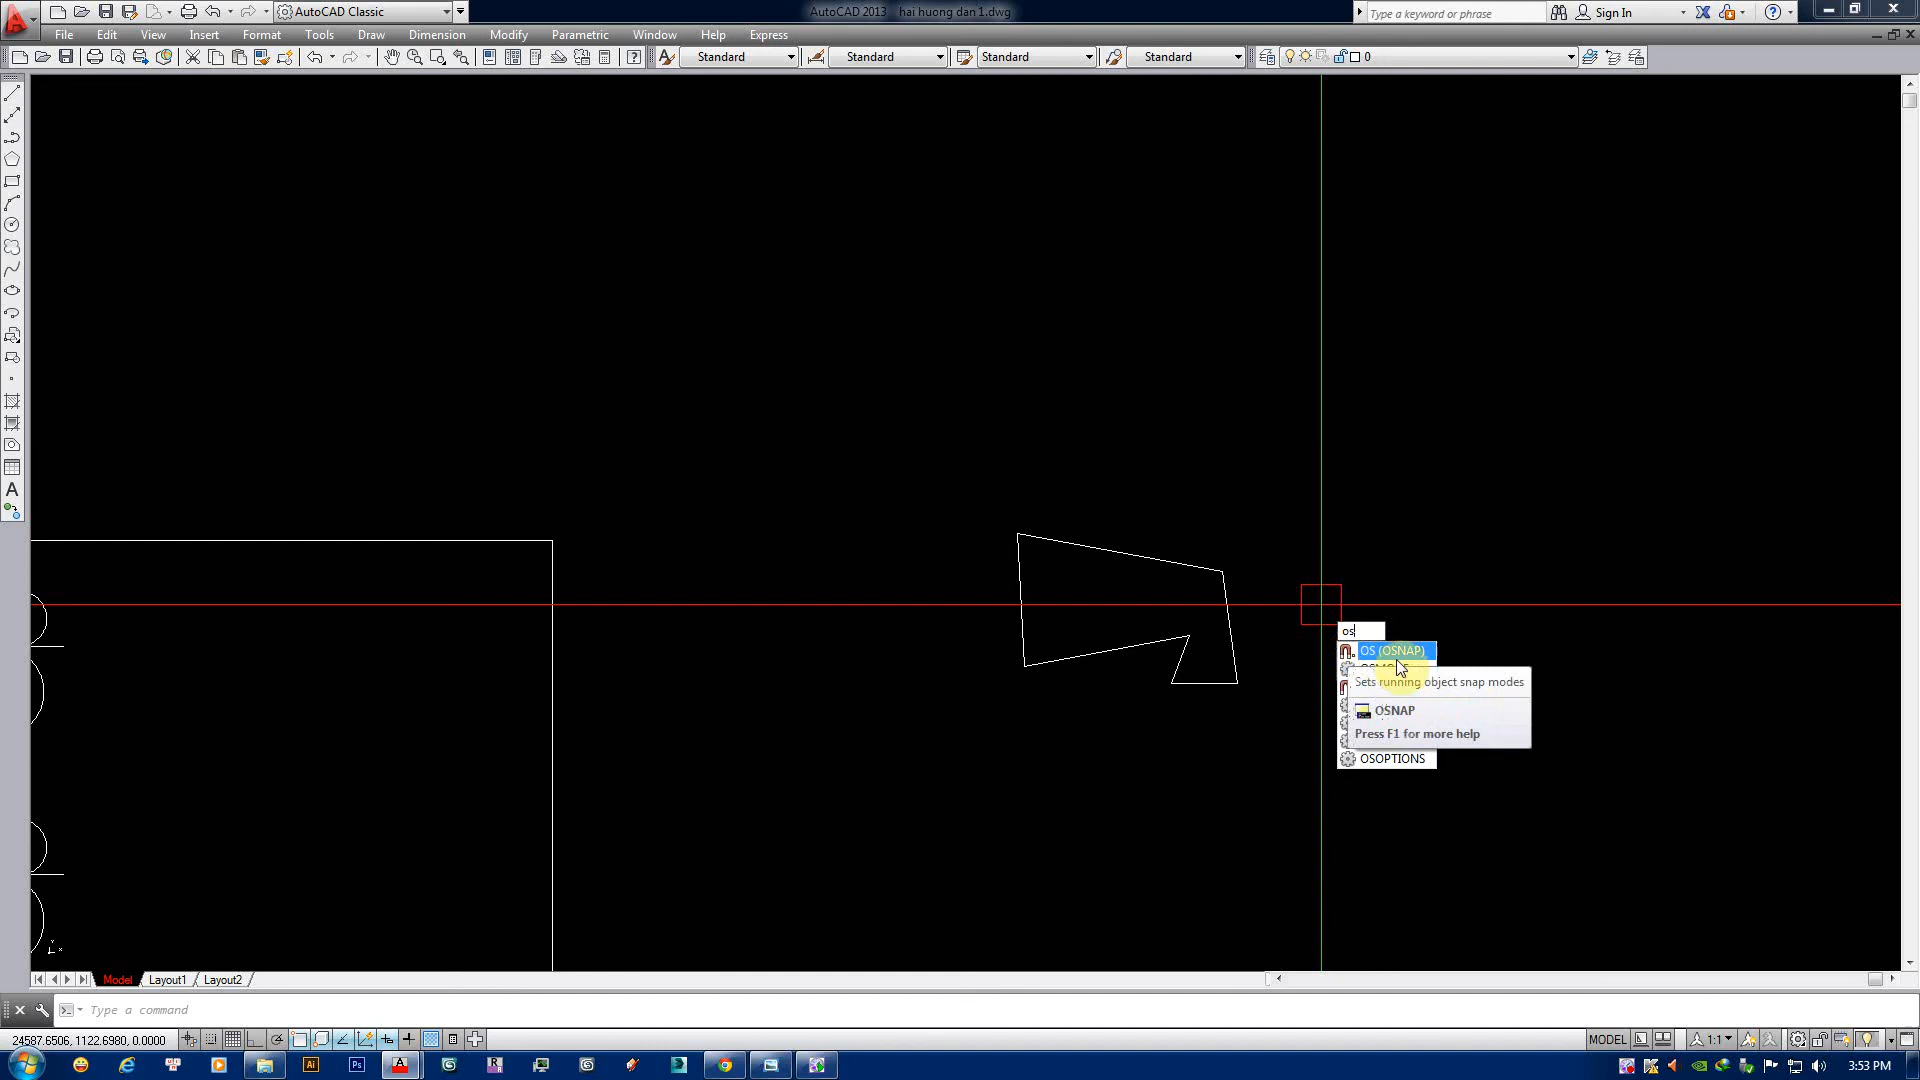 AutoCAD Classic
AutoCAD 2013 hai huong dan 1.dwg
Type a keyword or phrase
Sign In
File Edit View Insert Format Tools Draw Dimension Modify Parametric Window Help Express
Standard Standard Standard Standard 0
A
os
OS (OSNAP)
Sets running object snap modes
OSNAP
Press F1 for more help
OSOPTIONS
Model Layout1 Layout2
Type a command
24587.6506, 1122.6980, 0.0000
MODEL 1:1
Ai Ps
3:53 PM